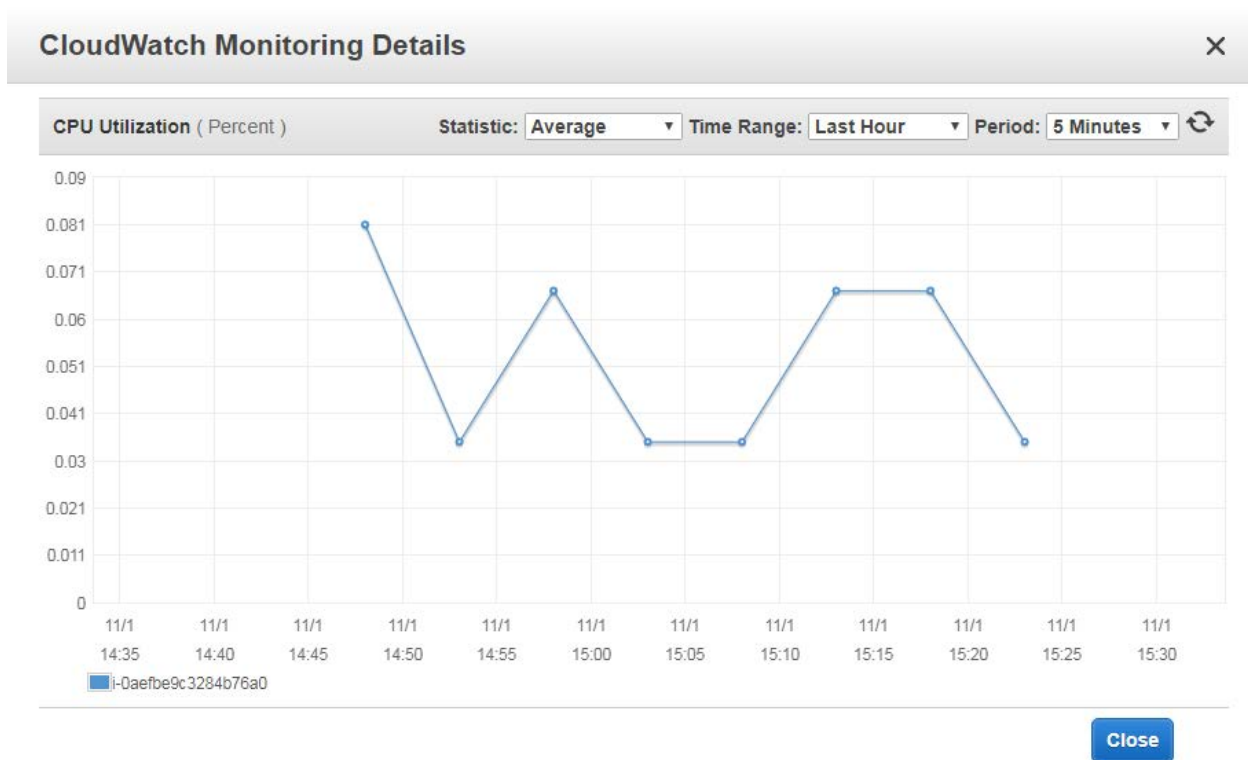 CloudWatch Monitoring Details
CPU Utilization ( Percent ) Statistic: Average Time Range: Last Hour Period: 5 Minutes
0.09
0.081
0.071
0.06
0.051
0.041
0.03
0.021
0.011
0
11/1 11/1 11/1 11/1 11/1 11/1 11/1 11/1 11/1 11/1 11/1 11/1
14:35 14:40 14:45 14:50 14:55 15:00 15:05 15:10 15:15 15:20 15:25 15:30
i-0aefbe9c3284b76a0
Close